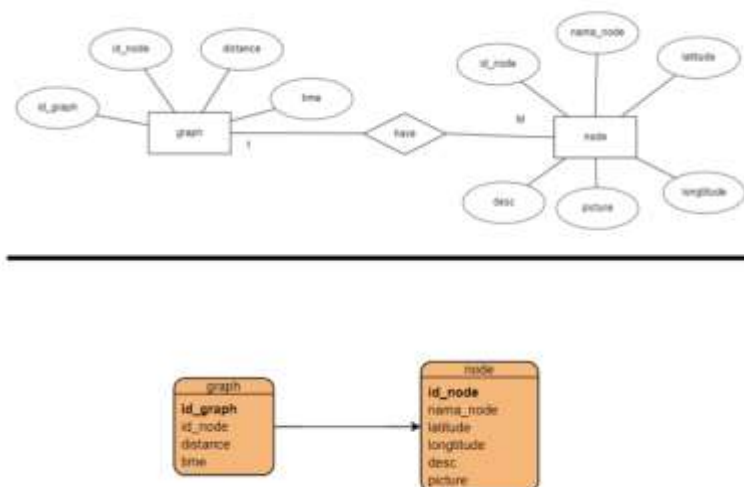 nama_node
id_node
distance
latitude
id_node
id_graph
time
graph
1
have
M
node
desc
picture
longtitude
graph
id_graph
id_node
distance
time
node
id_node
nama_node
latitude
longtitude
desc
picture